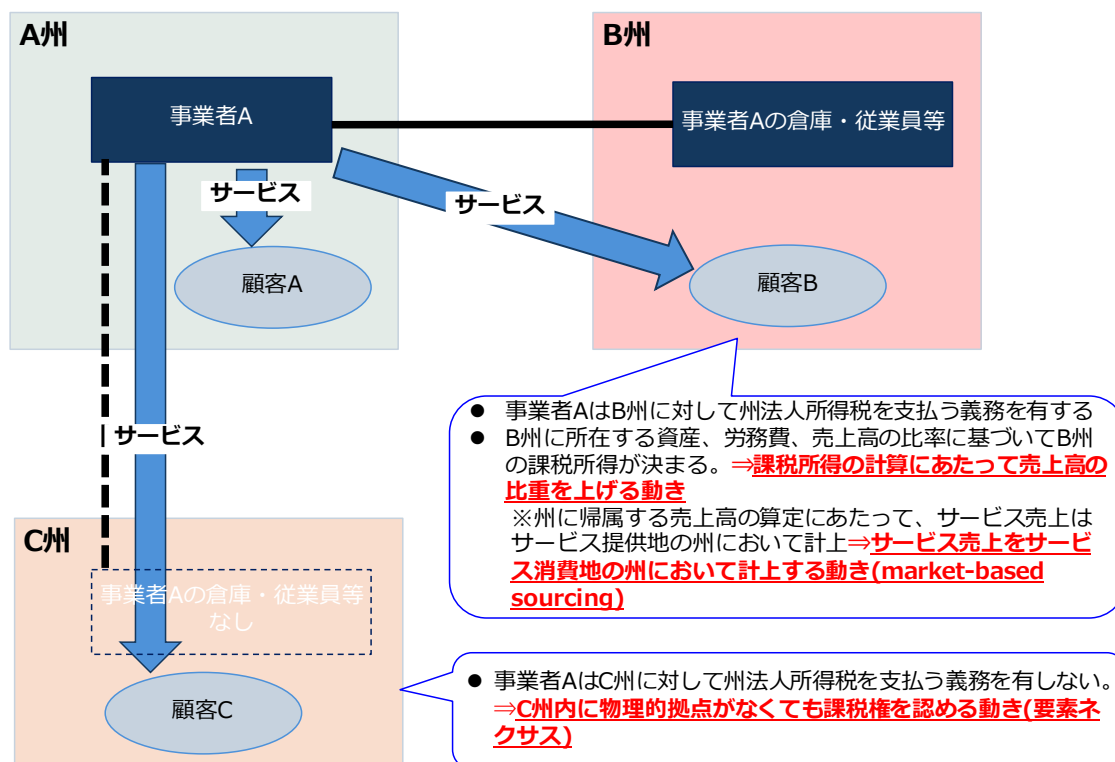 A州
B州
事業者A
事業者Aの倉庫・従業員等
サービス
サービス
顧客A
顧客B
サービス
● 事業者AはB州に対して州法人所得税を支払う義務を有する
● B州に所在する資産、労務費、売上高の比率に基づいてB州
の課税所得が決まる。⇒課税所得の計算にあたって売上高の
比重を上げる動き
※州に帰属する売上高の算定にあたって、サービス売上は
サービス提供地の州において計上⇒サービス売上をサービ
ス消費地の州において計上する動き(market-based
sourcing)
C州
事業者Aの倉庫・従業員等
なし
顧客C
● 事業者AはC州に対して州法人所得税を支払う義務を有しない。
⇒C州内に物理的拠点がなくても課税権を認める動き(要素ネ
クサス)